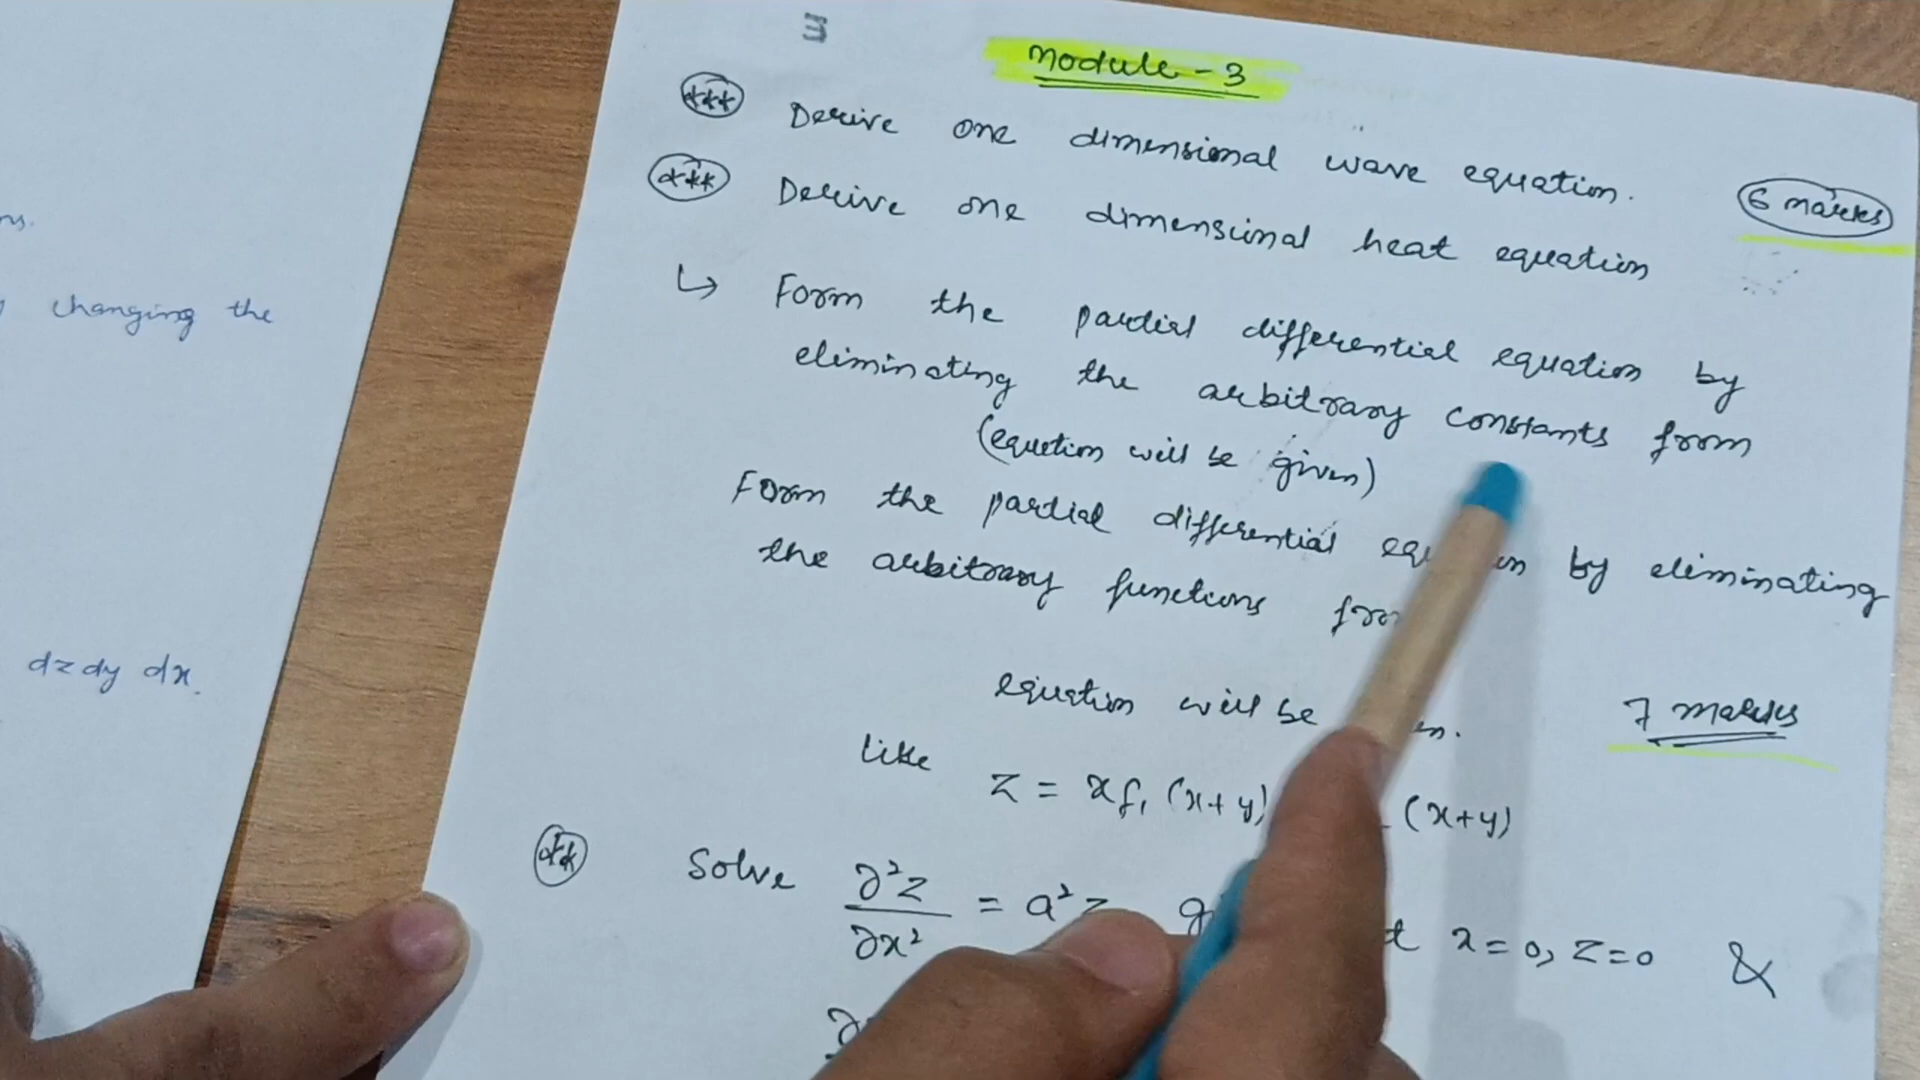 ns.
changing the
dz dy dx.
3
Module - 3
*** Derive one dimensional wave equation.
6 marks
*** Derive one dimensional heat equation
↳ Form the partial differential equation by
eliminating the arbitrary constants from
(equation will be given)
Form the partial differential by eliminating
the arbitrary functions
equation will be
7 marks
like z = x f₁ (x+y) (x+y)
** Solve ∂²z/∂x² = a²z x=0, z=0 &